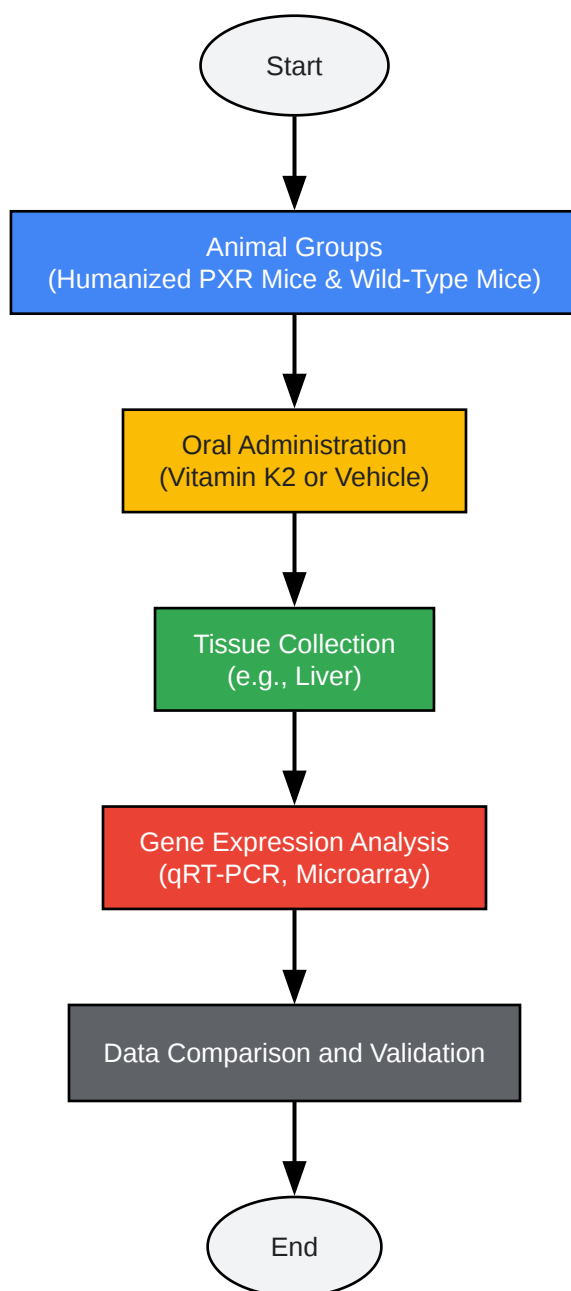 Start
Animal Groups
(Humanized PXR Mice & Wild-Type Mice)
Oral Administration
(Vitamin K2 or Vehicle)
Tissue Collection
(e.g., Liver)
Gene Expression Analysis
(qRT-PCR, Microarray)
Data Comparison and Validation
End